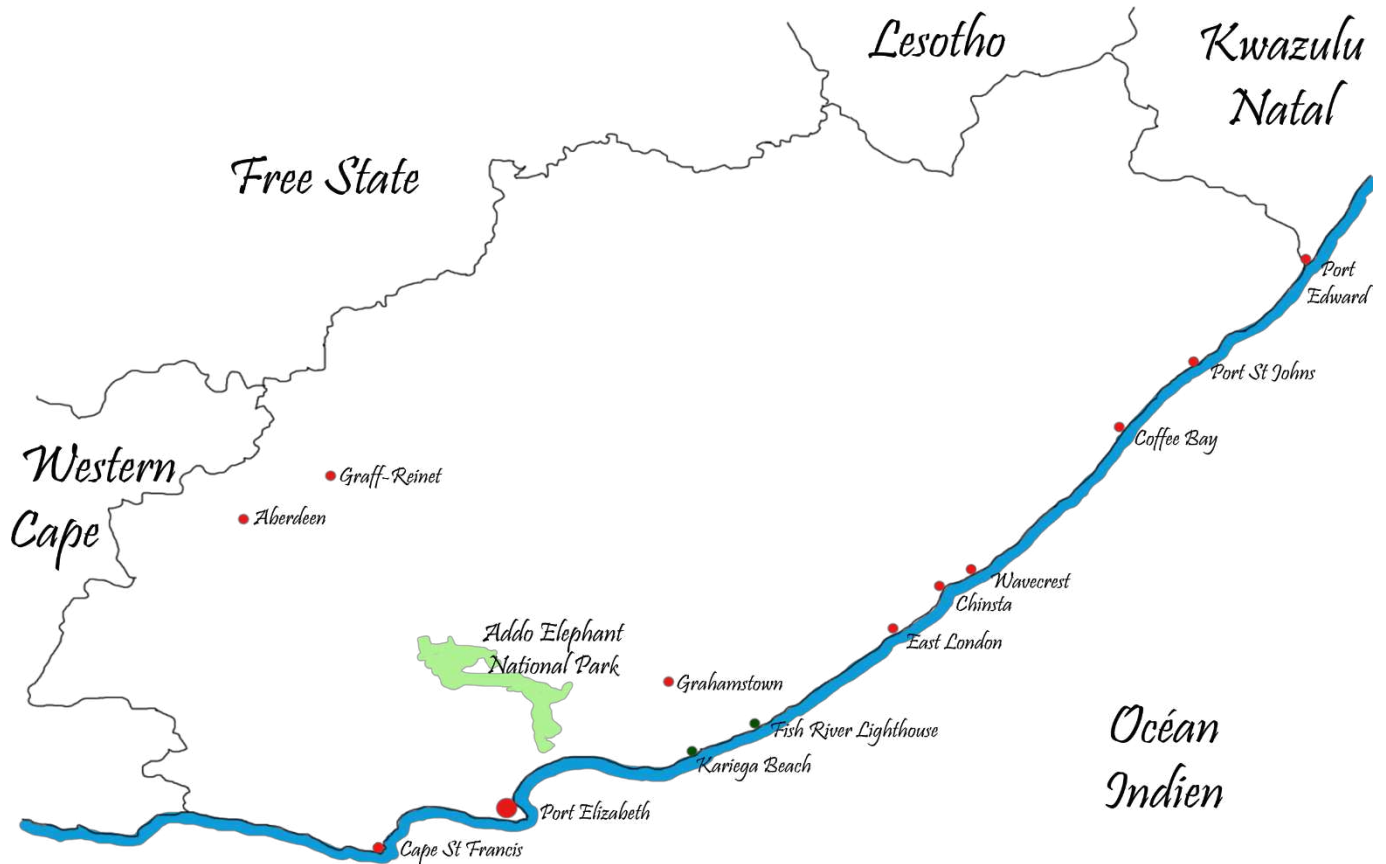 Lesotho
Kwazulu
Natal
Free State
Port
Edward
Port St Johns
Coffee Bay
Western
Cape
Graff-Reinet
Aberdeen
Wavecrest
Chinsta
East London
Addo Elephant
National Park
Grahamstown
Fish River Lighthouse
Kariega Beach
Océan
Indien
Port Elizabeth
Cape St Francis